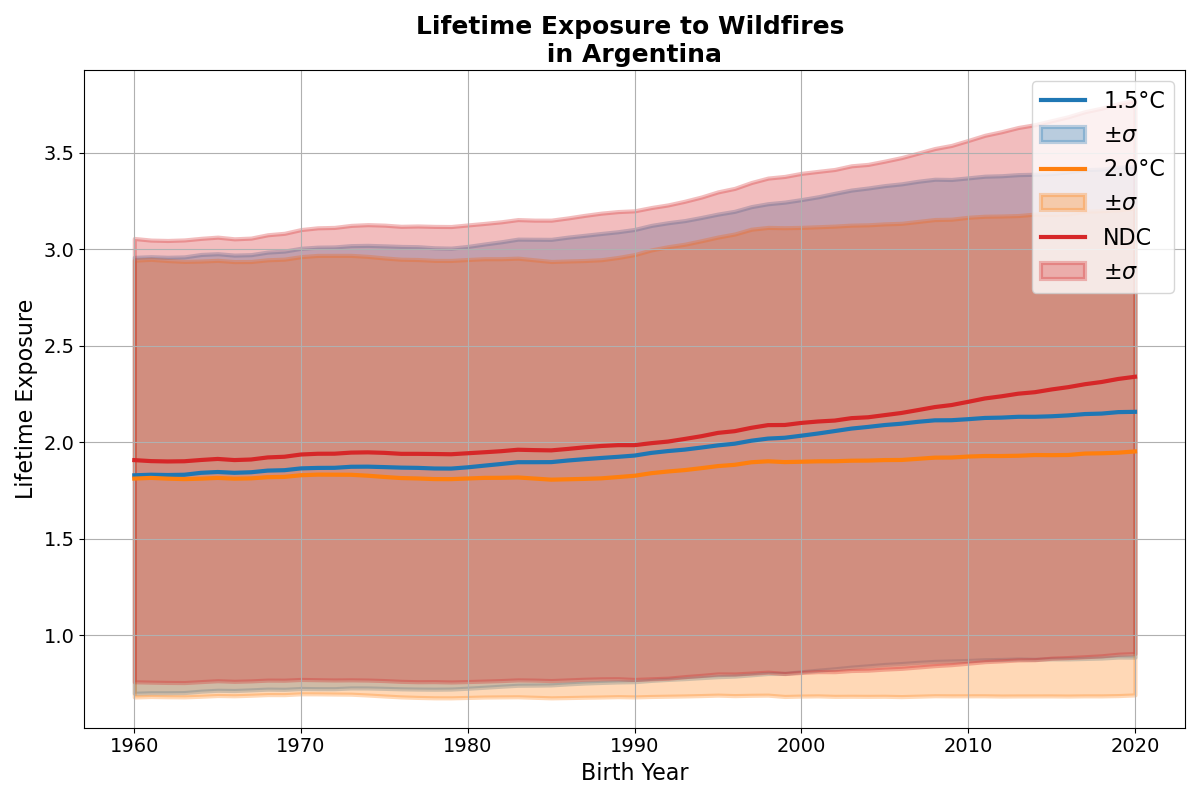 Lifetime Exposure to Wildfires
in Argentina
1.5°C
±σ
2.0°C
±σ
NDC
±σ
Lifetime Exposure
3.5
3.0
2.5
2.0
1.5
1.0
1960 1970 1980 1990 2000 2010 2020
Birth Year